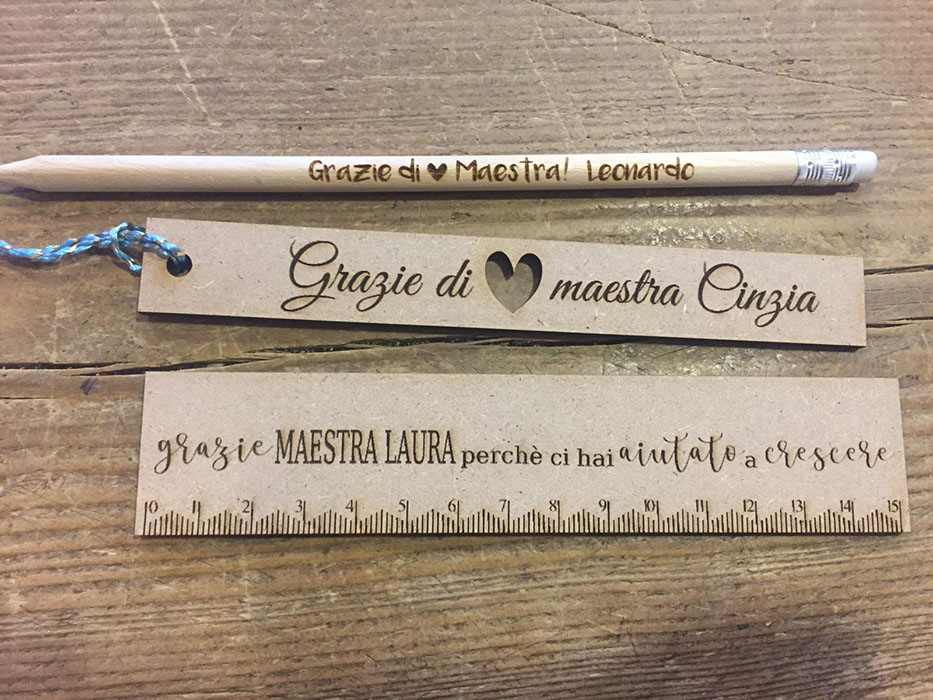 Grazie di ♥ Maestra! Leonardo
Grazie di ♥ maestra Cinzia
grazie MAESTRA LAURA perchè ci hai aiutato a crescere
0 1 2 3 4 5 6 7 8 9 10 11 12 13 14 15